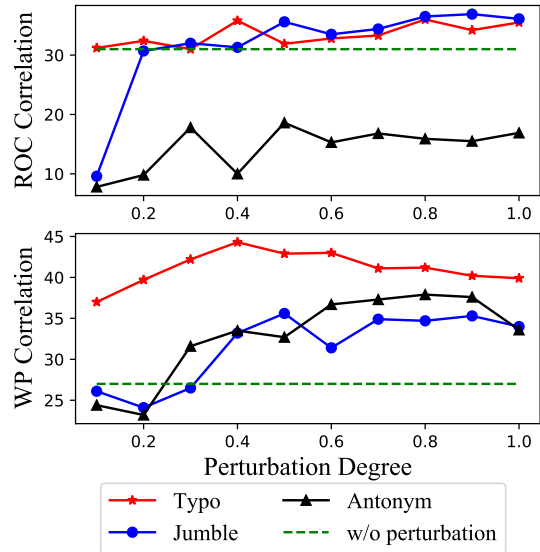 ROC Correlation
30
20
10
0.2 0.4 0.6 0.8 1.0
WP Correlation
45
40
35
30
25
0.2 0.4 0.6 0.8 1.0
Perturbation Degree
Typo Antonym
Jumble w/o perturbation